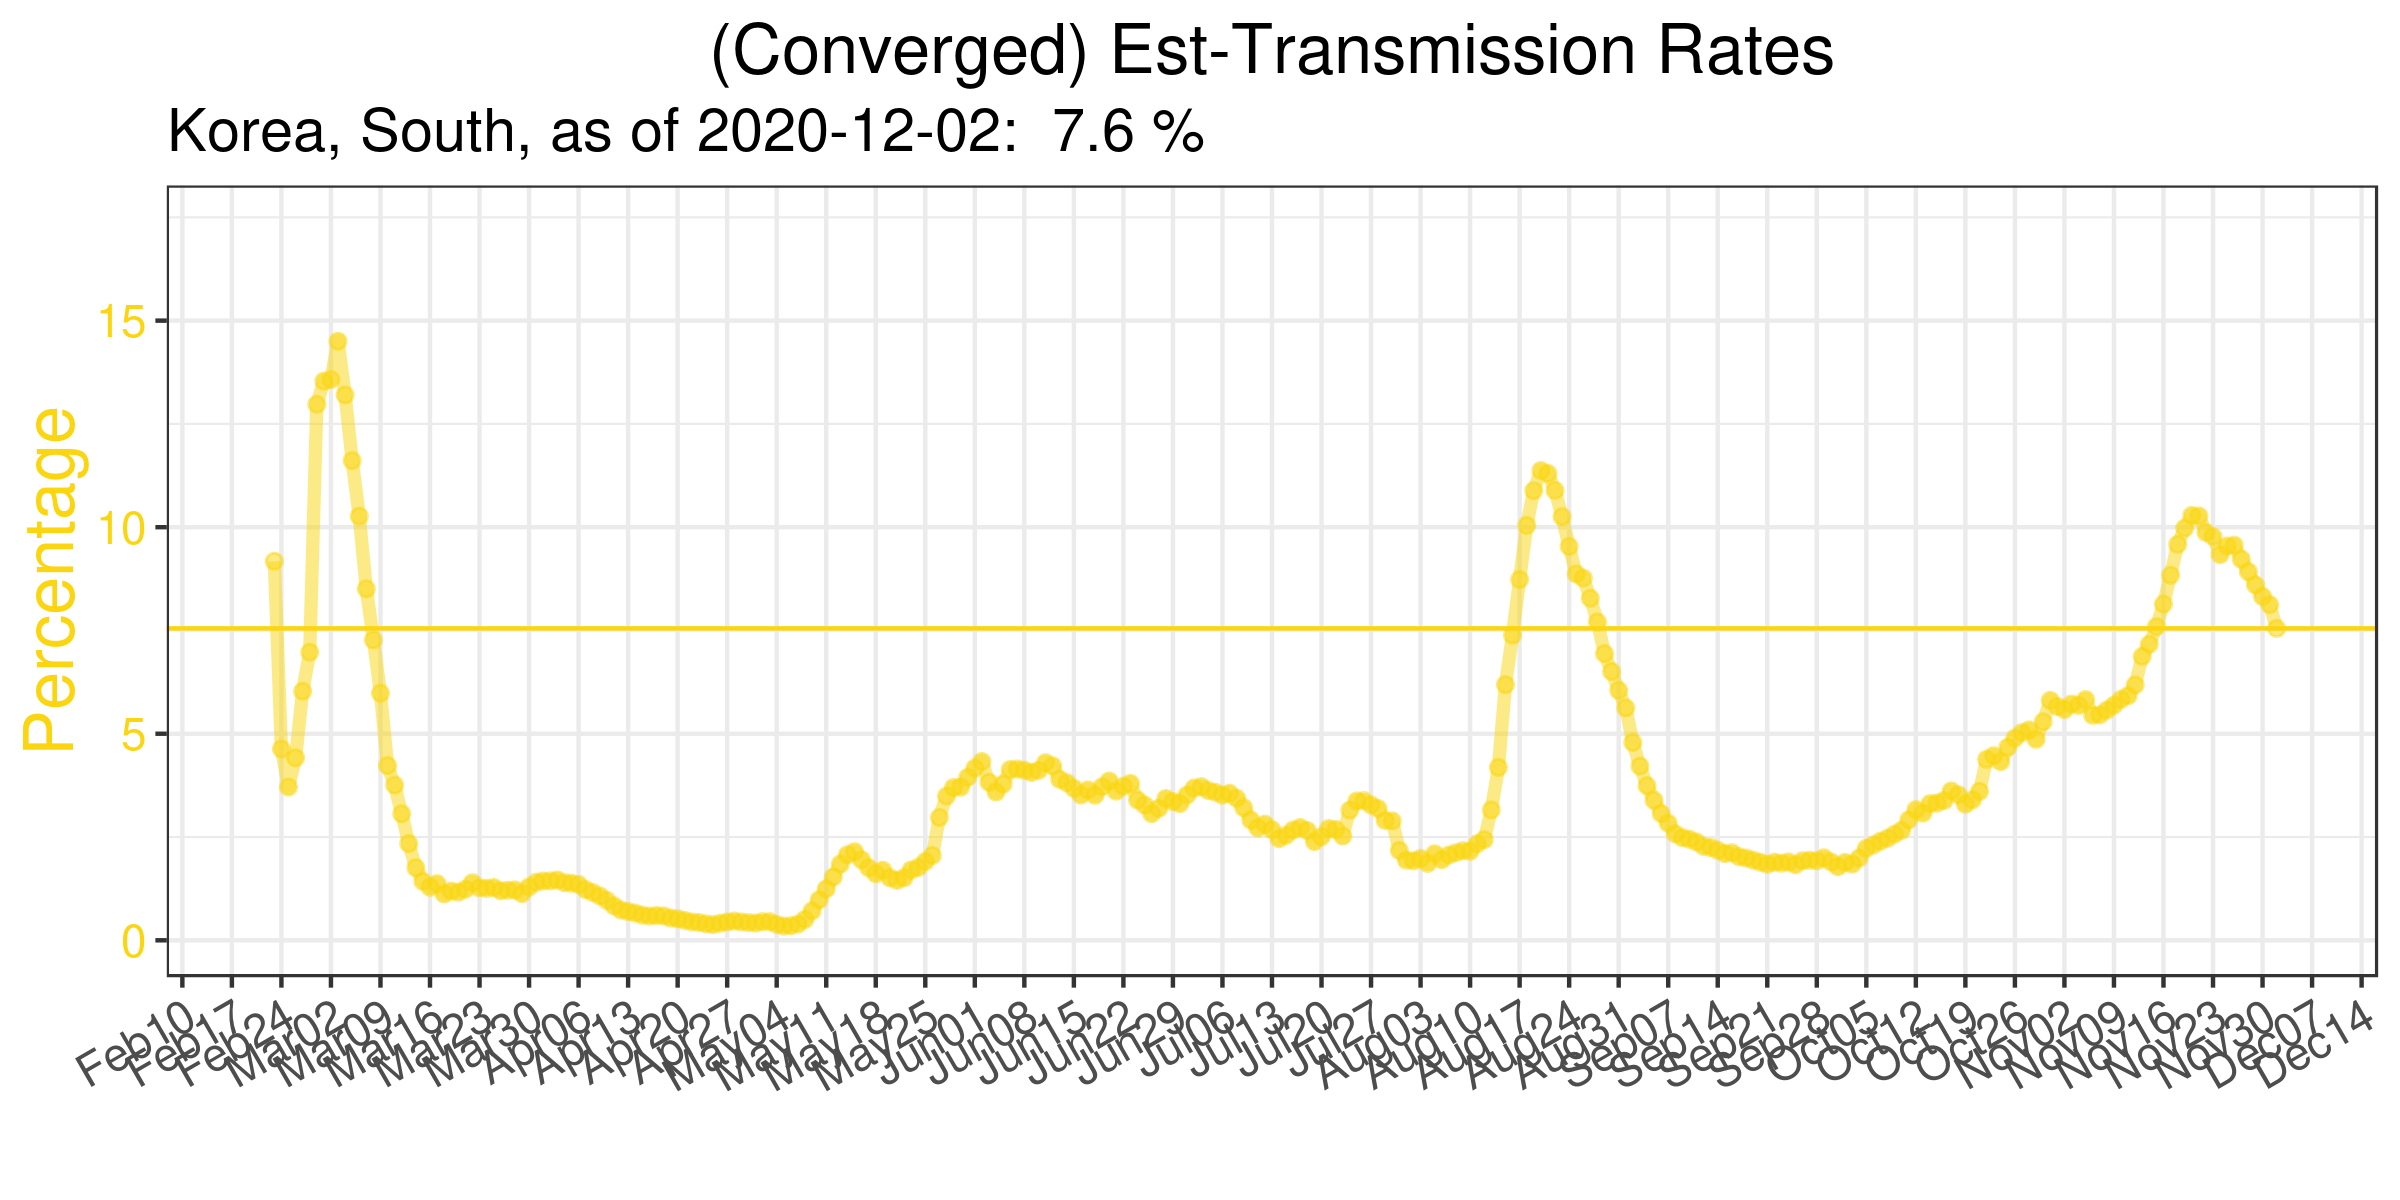 (Converged) Est-Transmission Rates
Korea, South, as of 2020-12-02:  7.6 %
Percentage
15
10
5
0
Feb10
Feb17
Feb24
Mar02
Mar09
Mar16
Mar23
Mar30
Apr06
Apr13
Apr20
Apr27
May04
May11
May18
May25
Jun01
Jun08
Jun15
Jun22
Jun29
Jul06
Jul13
Jul20
Jul27
Aug03
Aug10
Aug17
Aug24
Aug31
Sep07
Sep14
Sep21
Sep28
Oct05
Oct12
Oct19
Oct26
Nov02
Nov09
Nov16
Nov23
Nov30
Dec07
Dec14